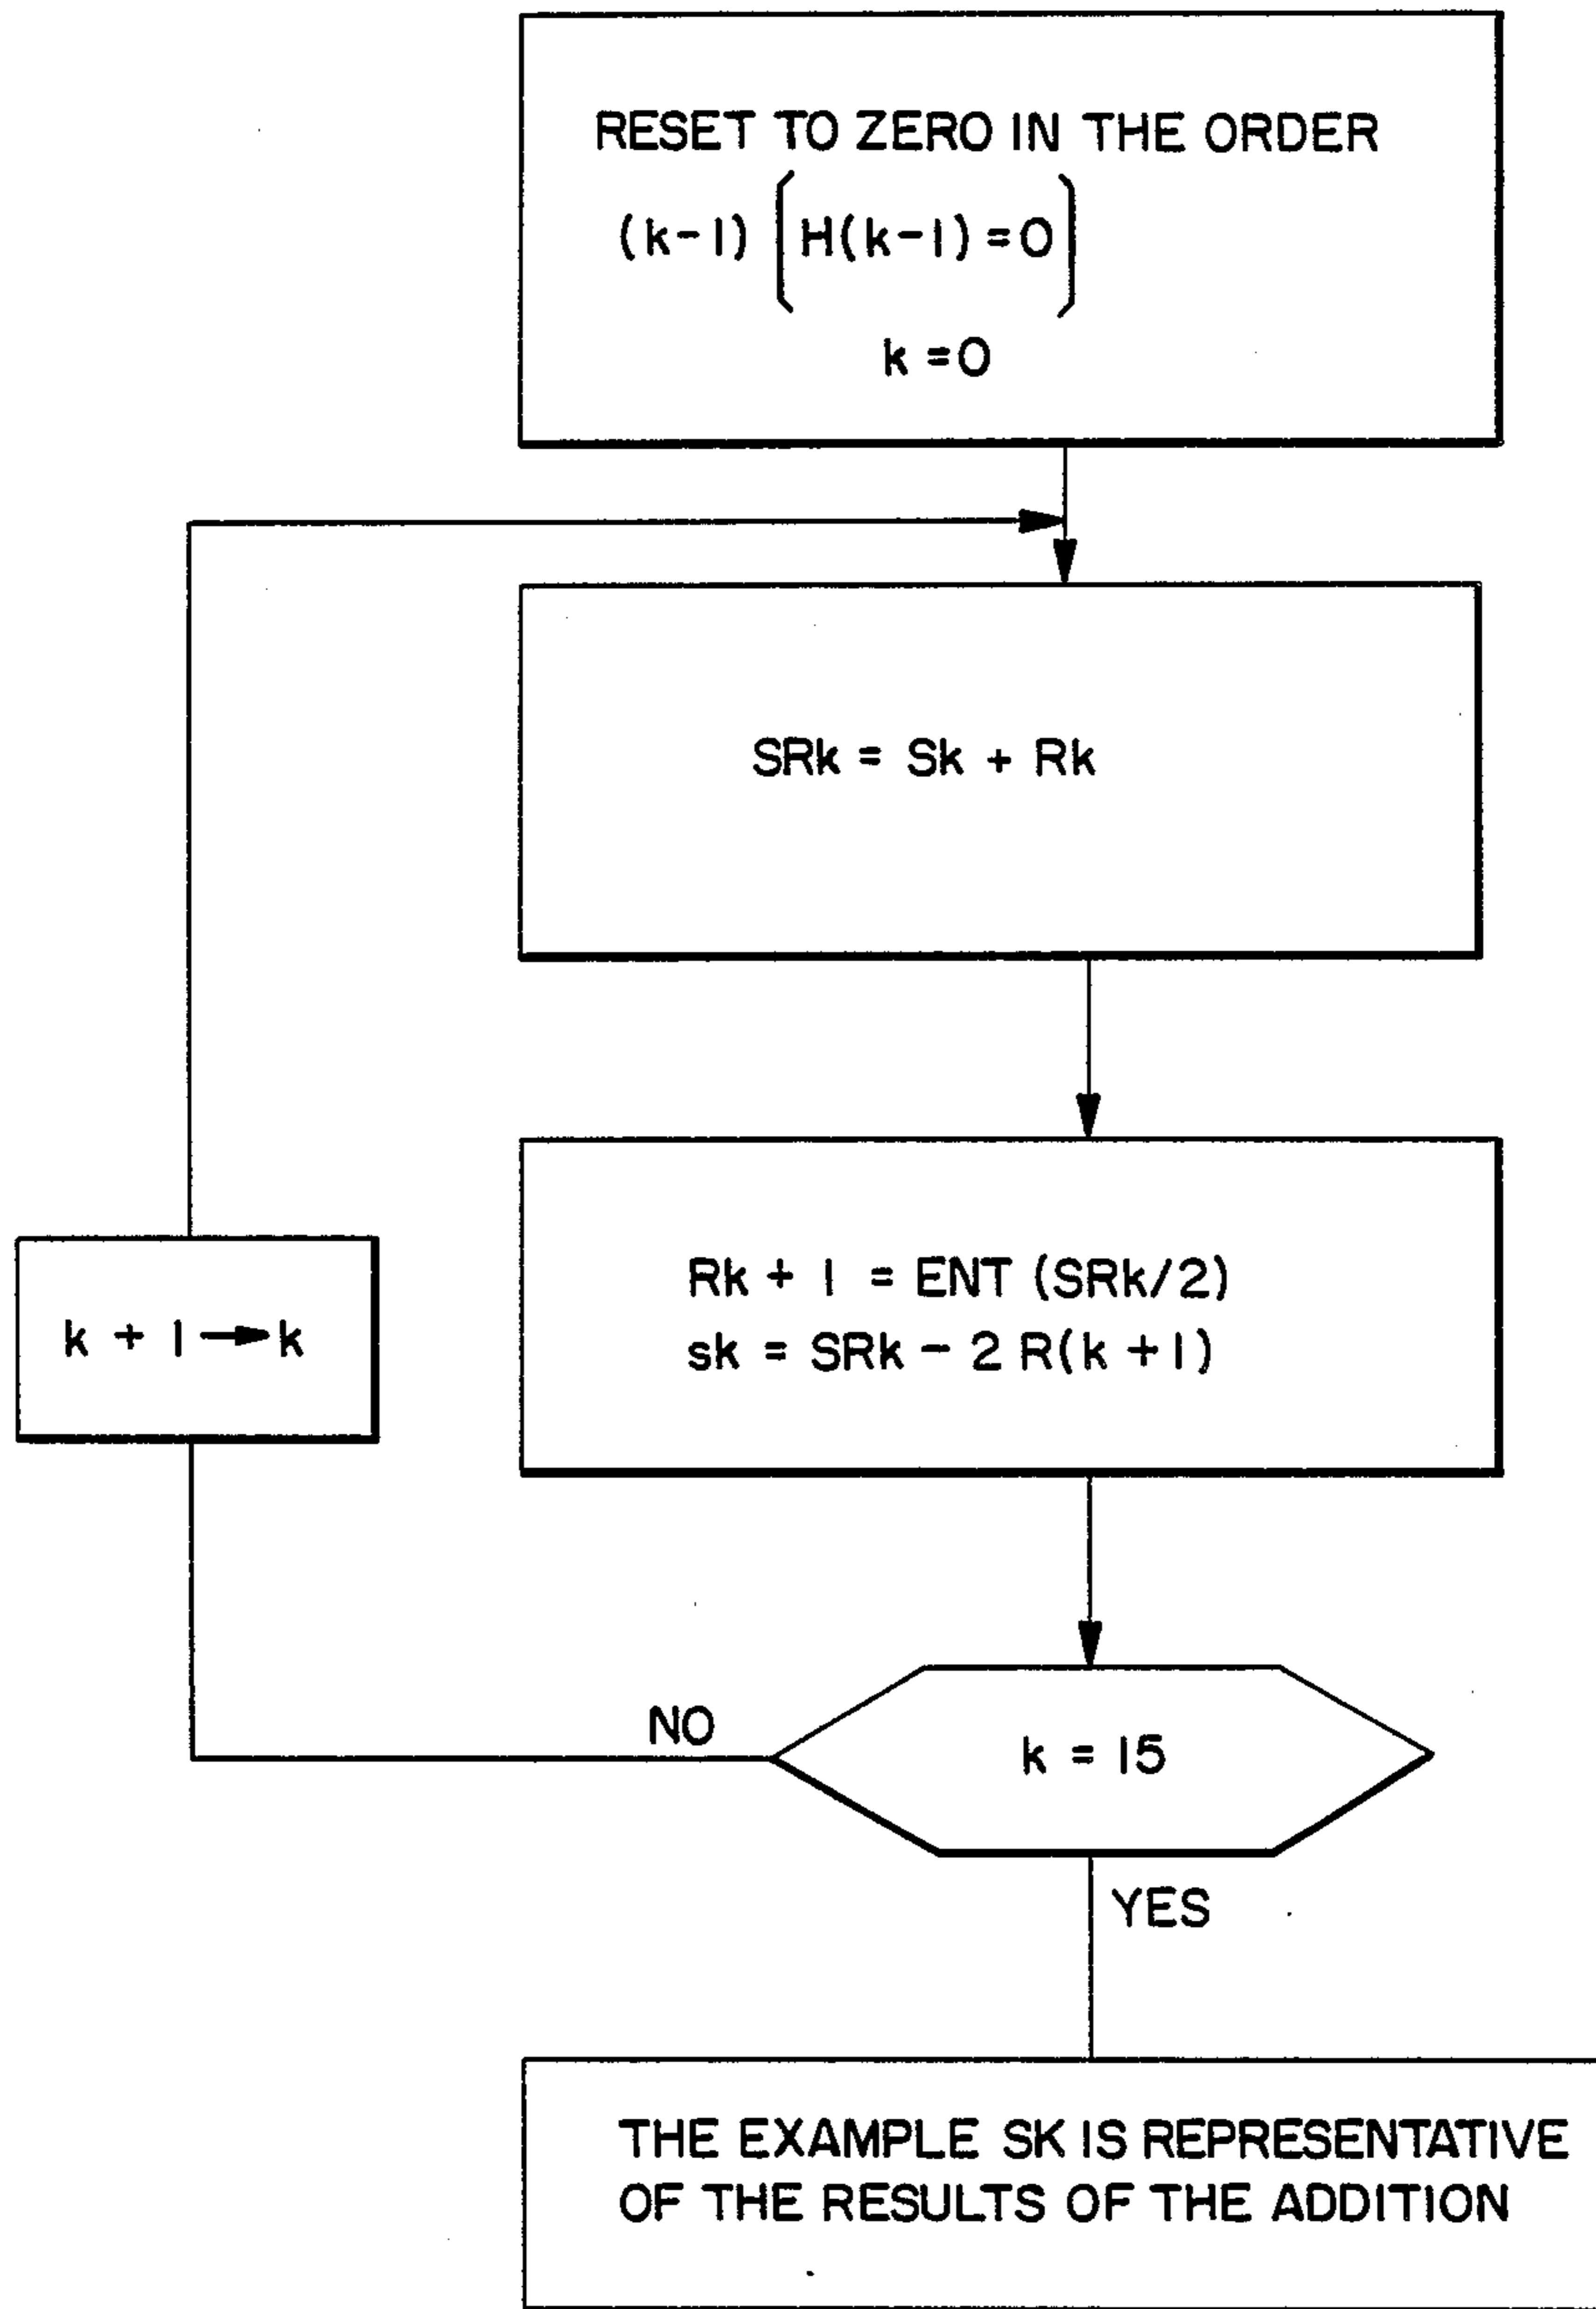 RESET TO ZERO IN THE ORDER
(k-1) [H(k-1)=0]
k=0
SRk = Sk + Rk
Rk + 1 = ENT (SRk/2)
sk = SRk - 2 R(k+1)
k + 1 → k
NO
k = 15
YES
THE EXAMPLE SK IS REPRESENTATIVE
OF THE RESULTS OF THE ADDITION